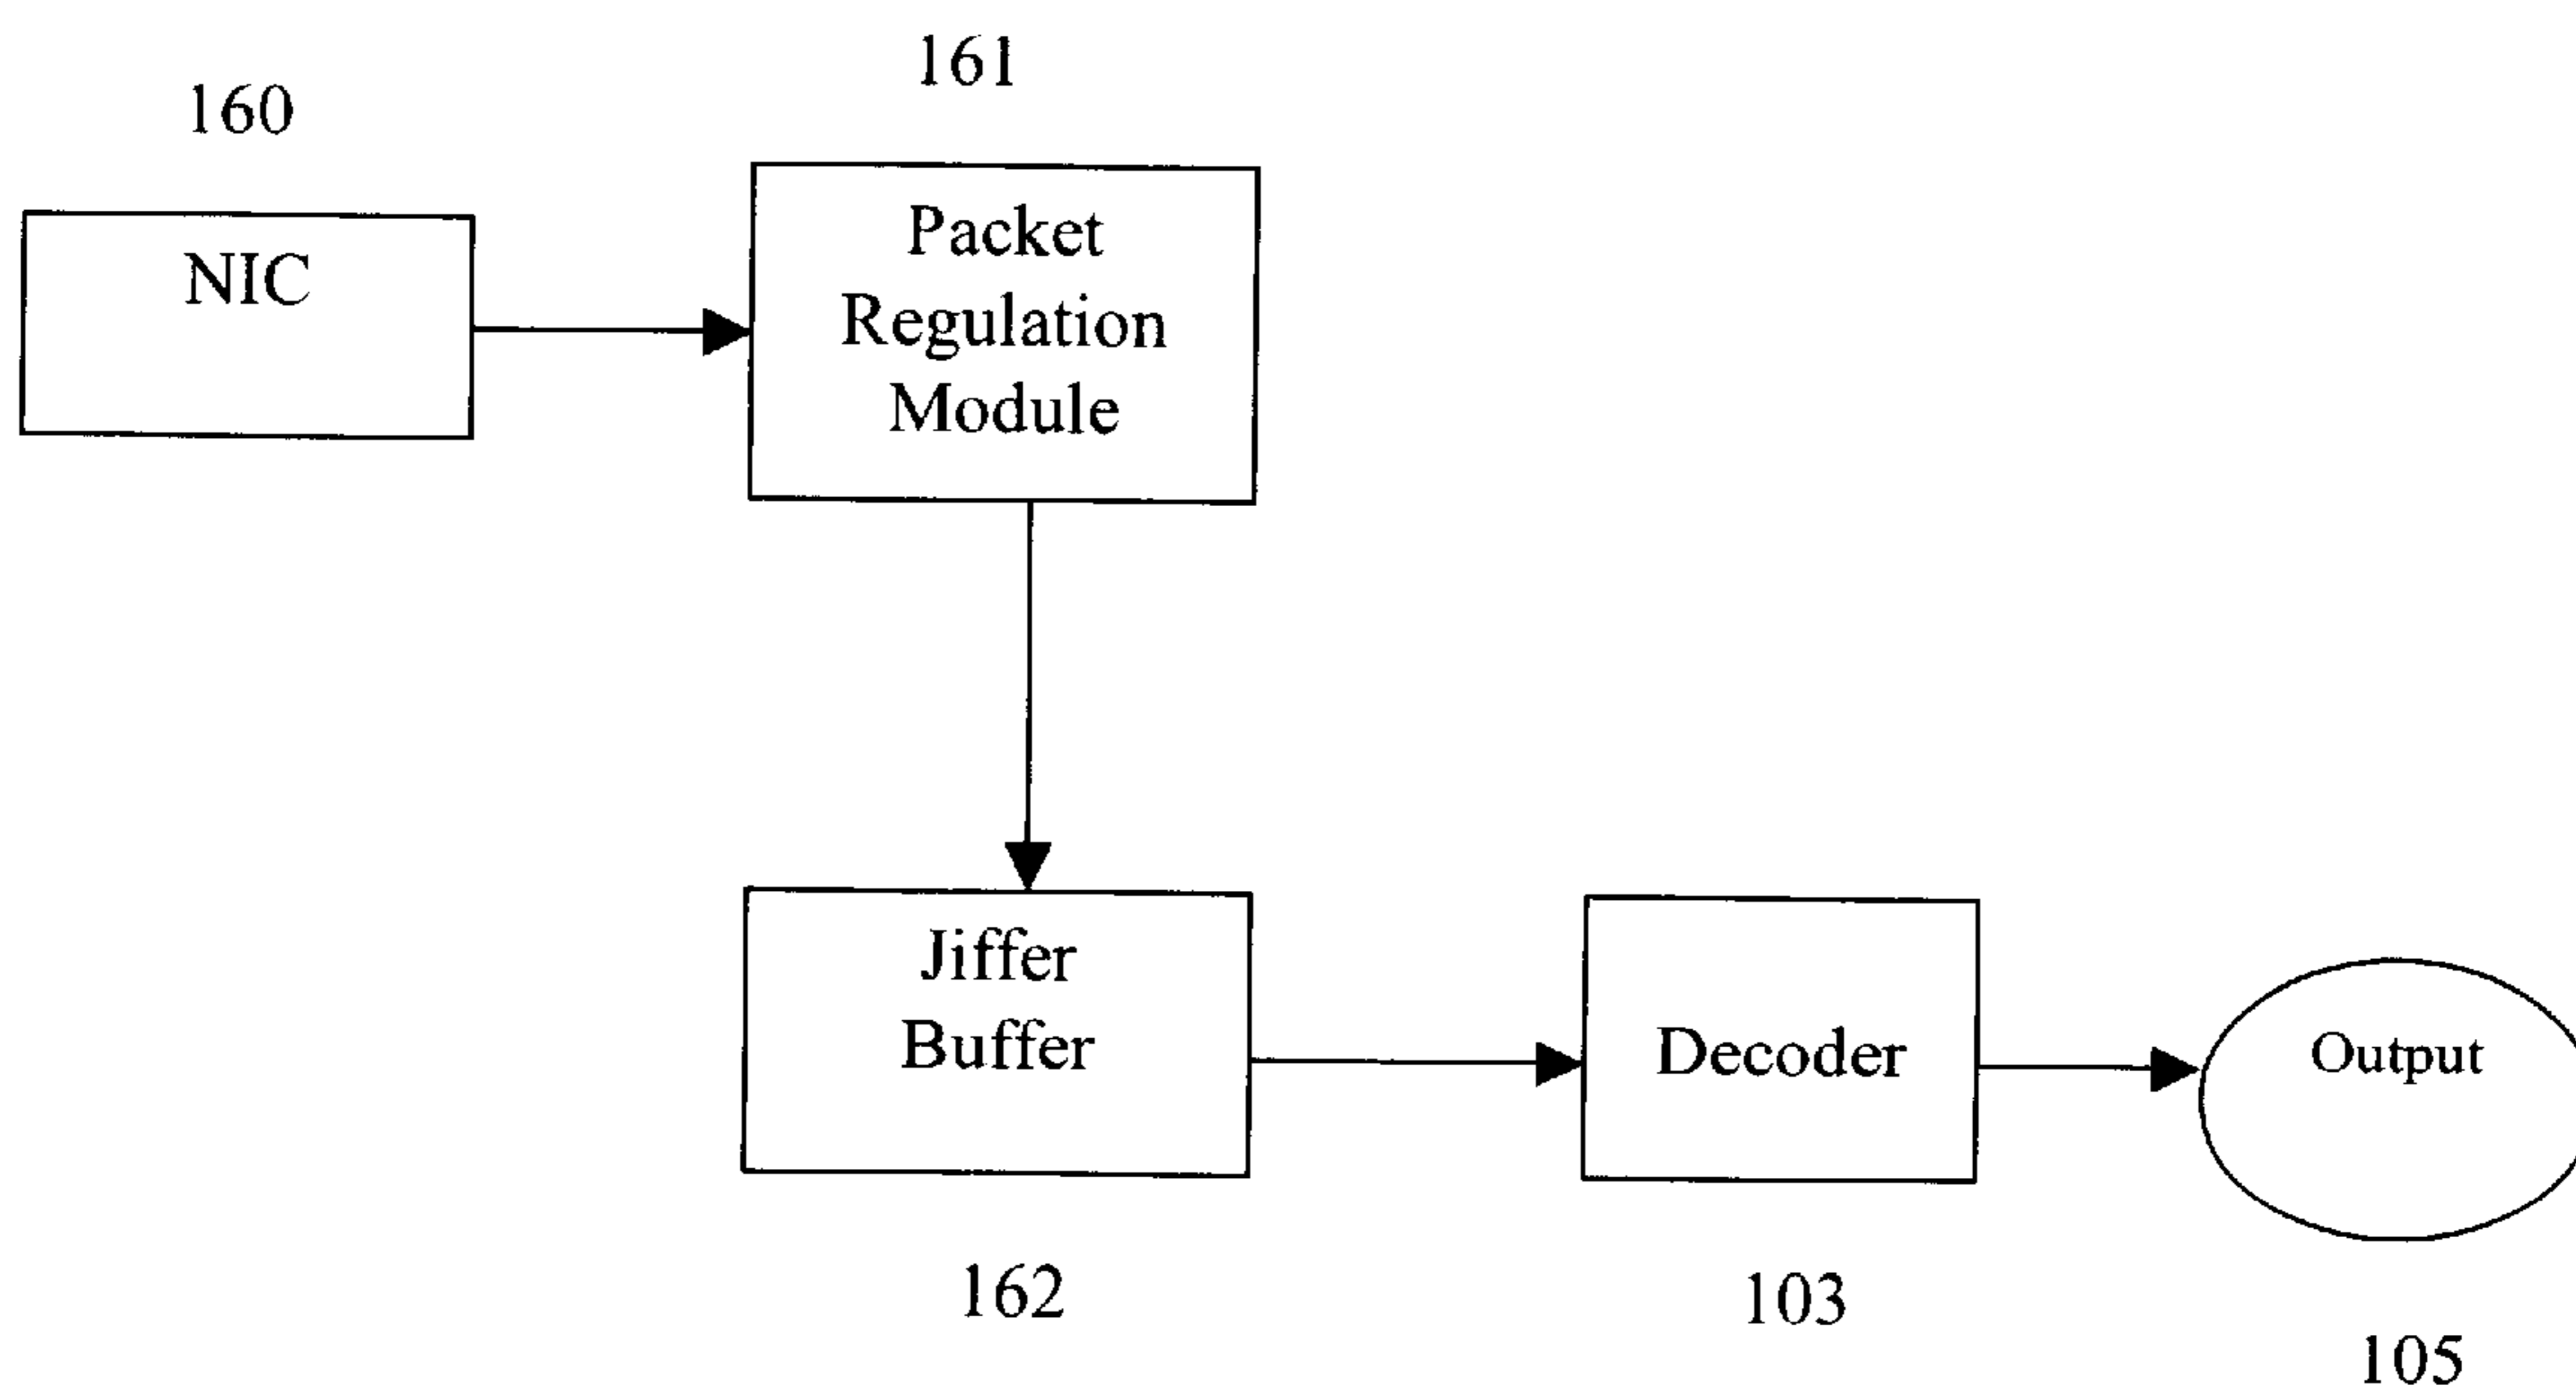 160
161
NIC
Packet
Regulation
Module
Jiffer
Buffer
Decoder
Output
162
103
105